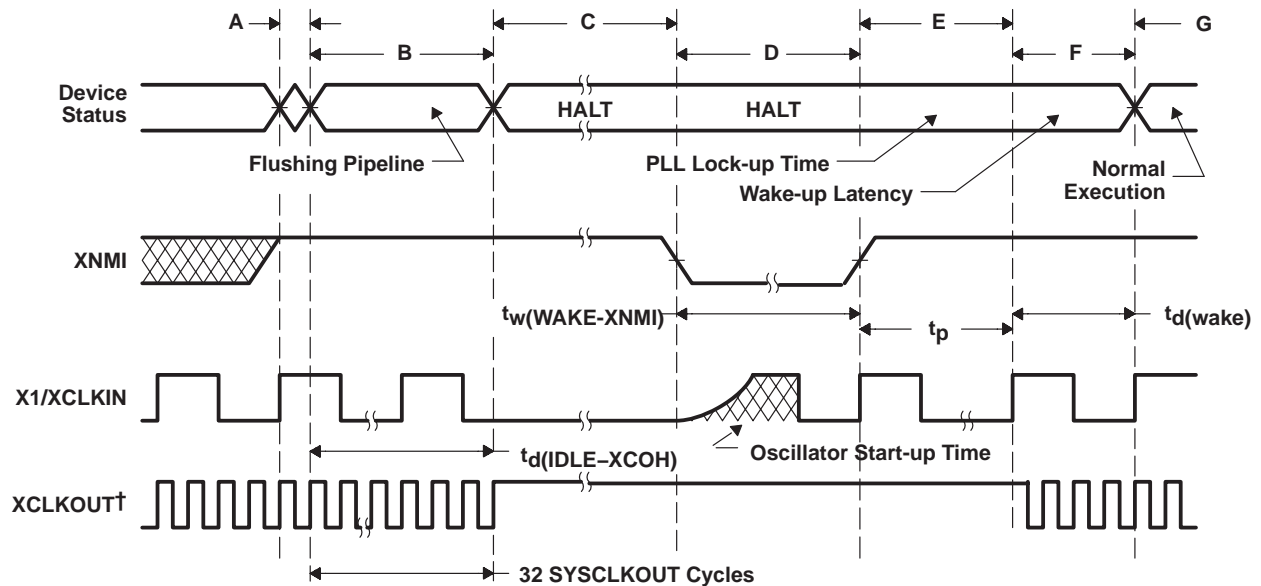 A
B
C
D
E
F
G
Device
Status
HALT
HALT
Flushing Pipeline
PLL Lock-up Time
Wake-up Latency
Normal
Execution
XNMI
tw(WAKE-XNMI)
tp
td(wake)
X1/XCLKIN
Oscillator Start-up Time
td(IDLE–XCOH)
XCLKOUT†
32 SYSCLKOUT Cycles